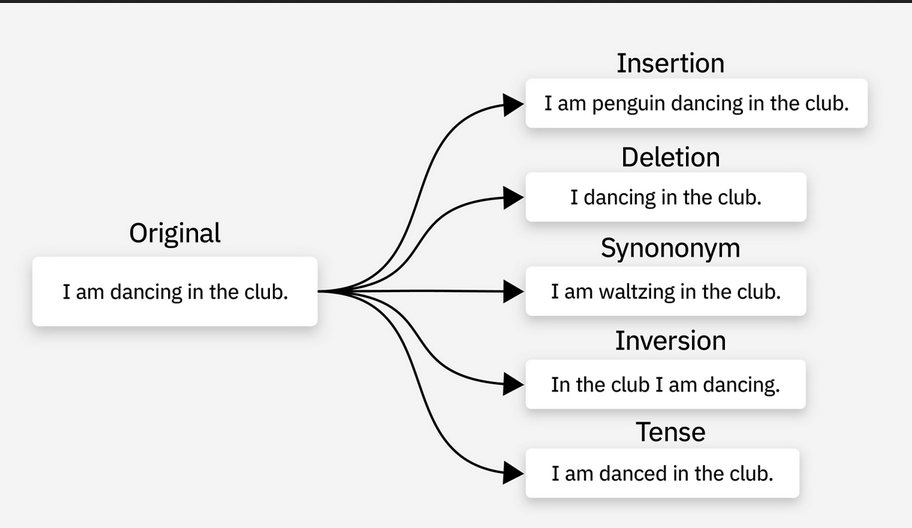 Original
I am dancing in the club.
Insertion
I am penguin dancing in the club.
Deletion
I dancing in the club.
Synononym
I am waltzing in the club.
Inversion
In the club I am dancing.
Tense
I am danced in the club.